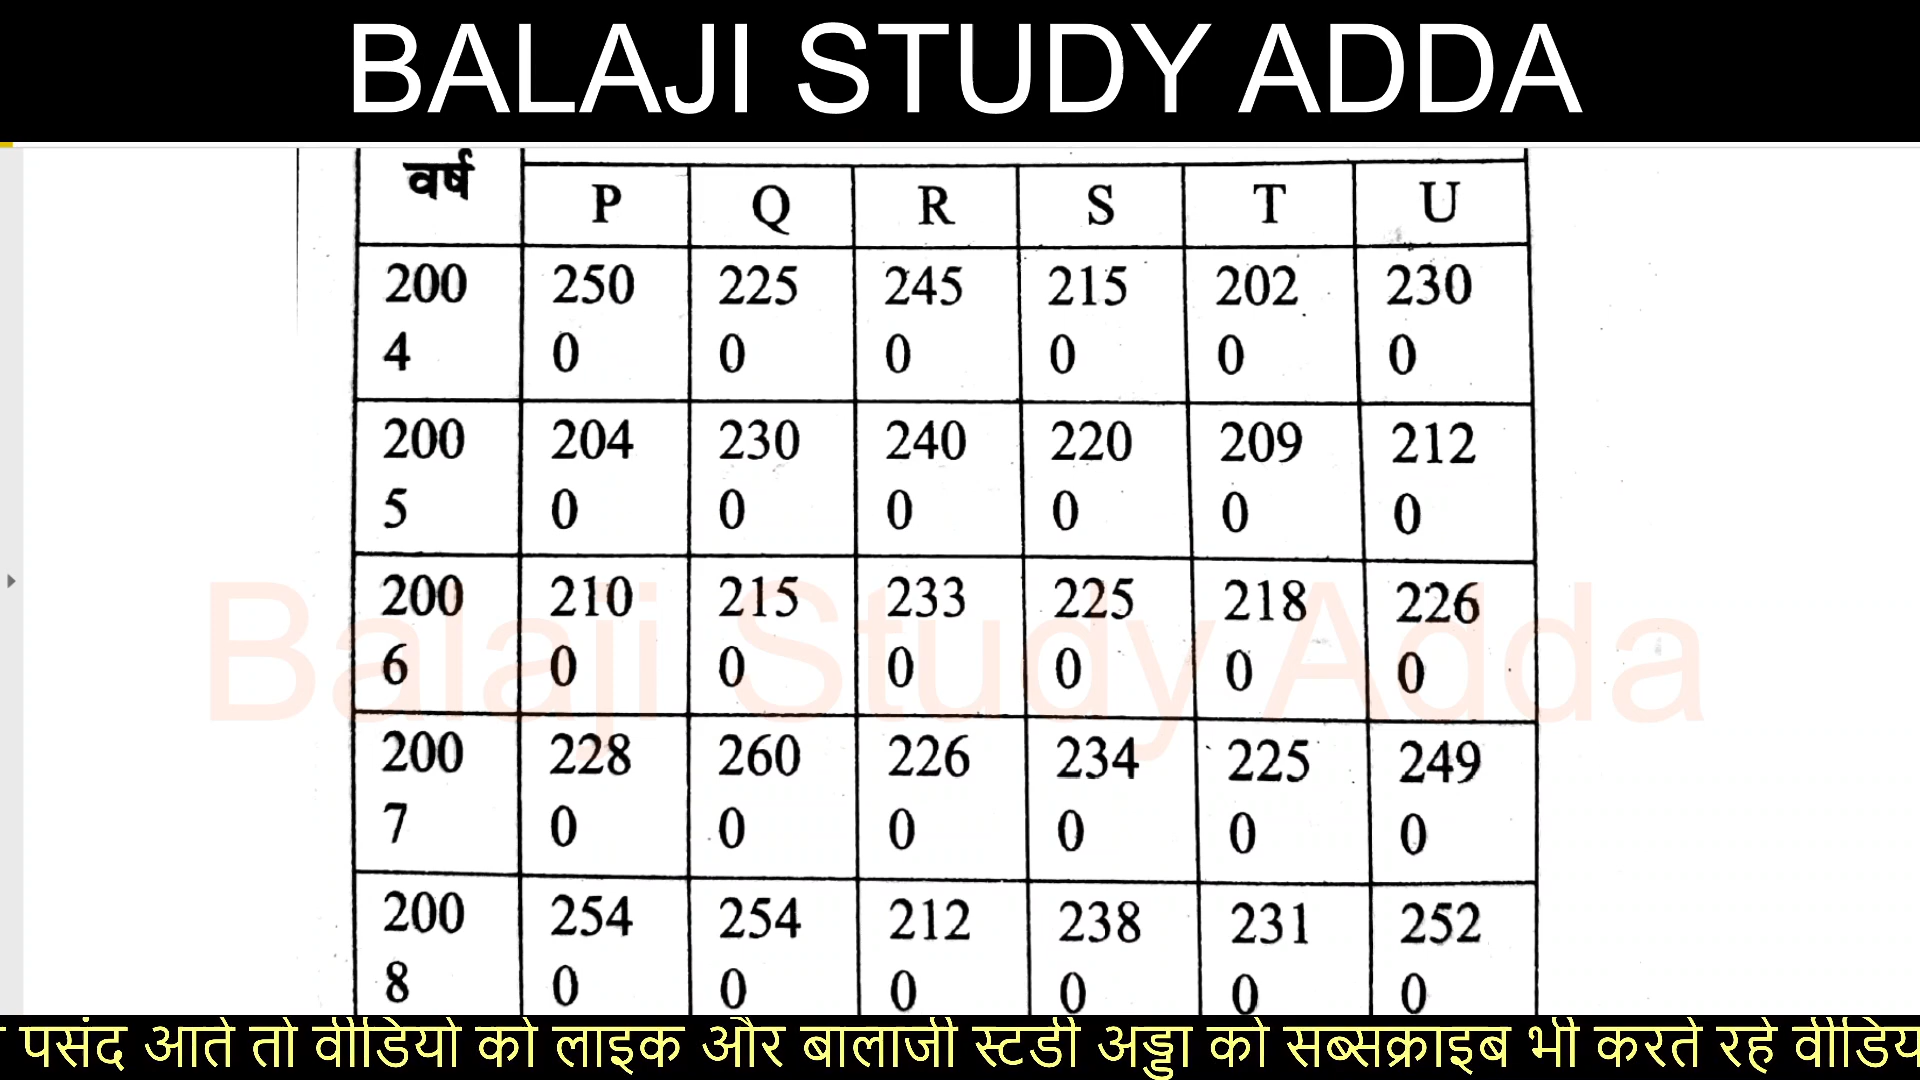 BALAJI STUDY ADDA
वर्ष P Q R S T U
200 250 225 245 215 202 230
4 0 0 0 0 0 0
200 204 230 240 220 209 212
5 0 0 0 0 0 0
200 210 215 233 225 218 226
6 0 0 0 0 0 0
200 228 260 226 234 225 249
7 0 0 0 0 0 0
200 254 254 212 238 231 252
8 0 0 0 0 0 0
Balaji Study Adda
पसंद आते तो वीडियो को लाइक और बालाजी स्टडी अड्डा को सब्सक्राइब भी करते रहे वीडिय